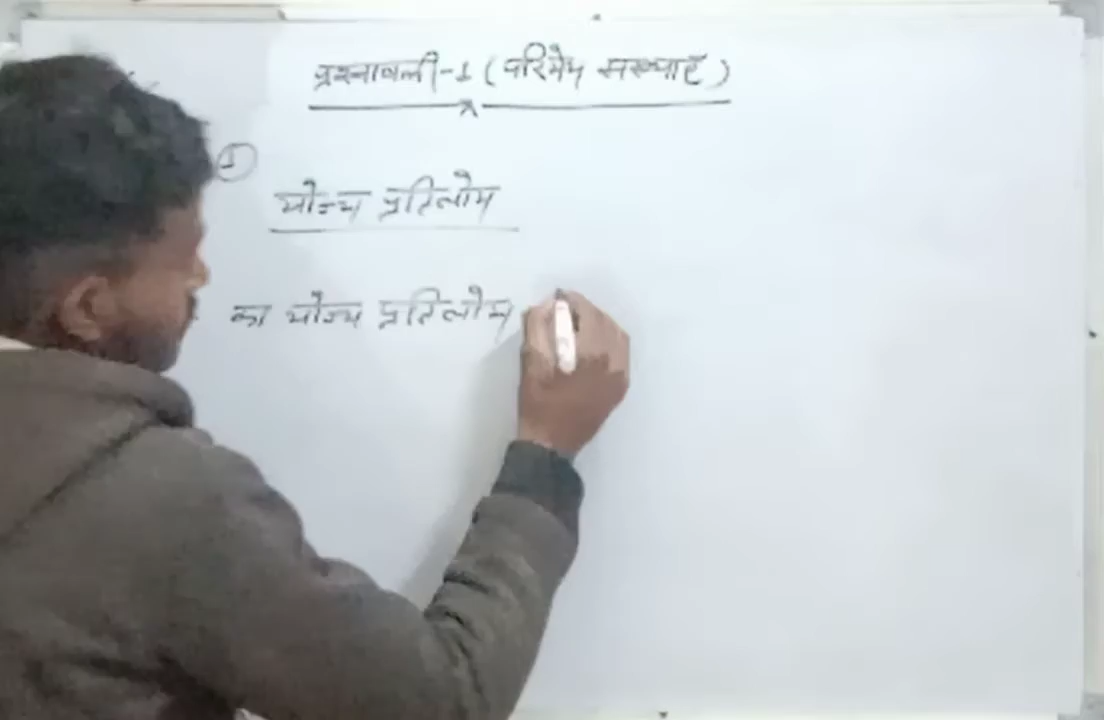 प्रश्नावली-1 (परिमेय संख्याएँ)
①
योज्य प्रतिलोम
का योज्य प्रतिलोम